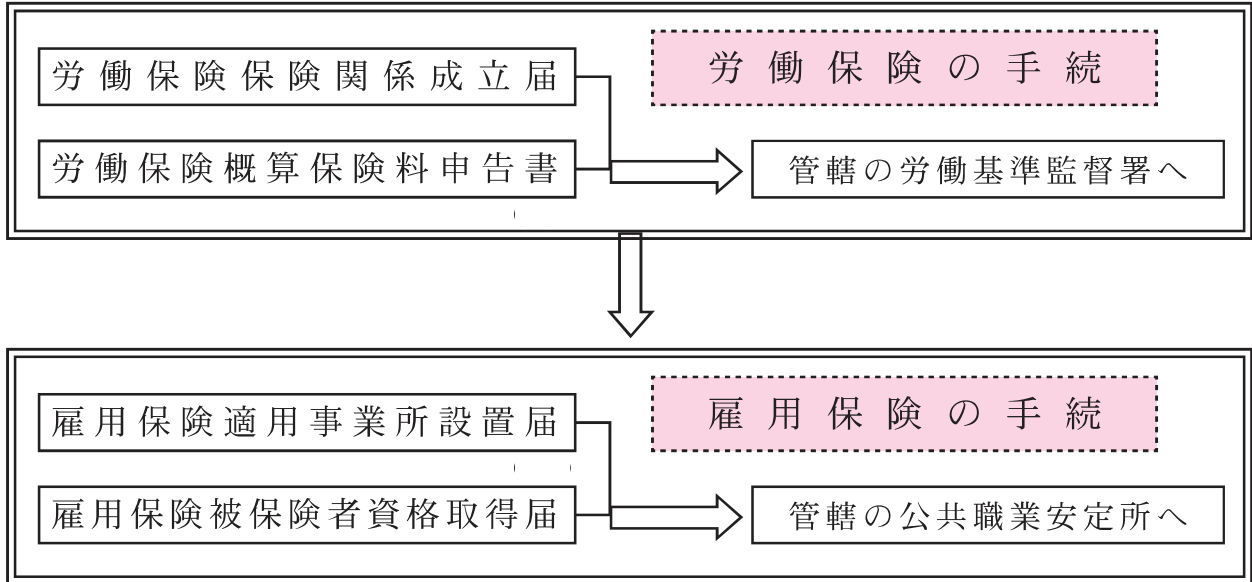 労働保険の手続
労働保険保険関係成立届
労働保険概算保険料申告書
管轄の労働基準監督署へ
雇用保険の手続
雇用保険適用事業所設置届
雇用保険被保険者資格取得届
管轄の公共職業安定所へ